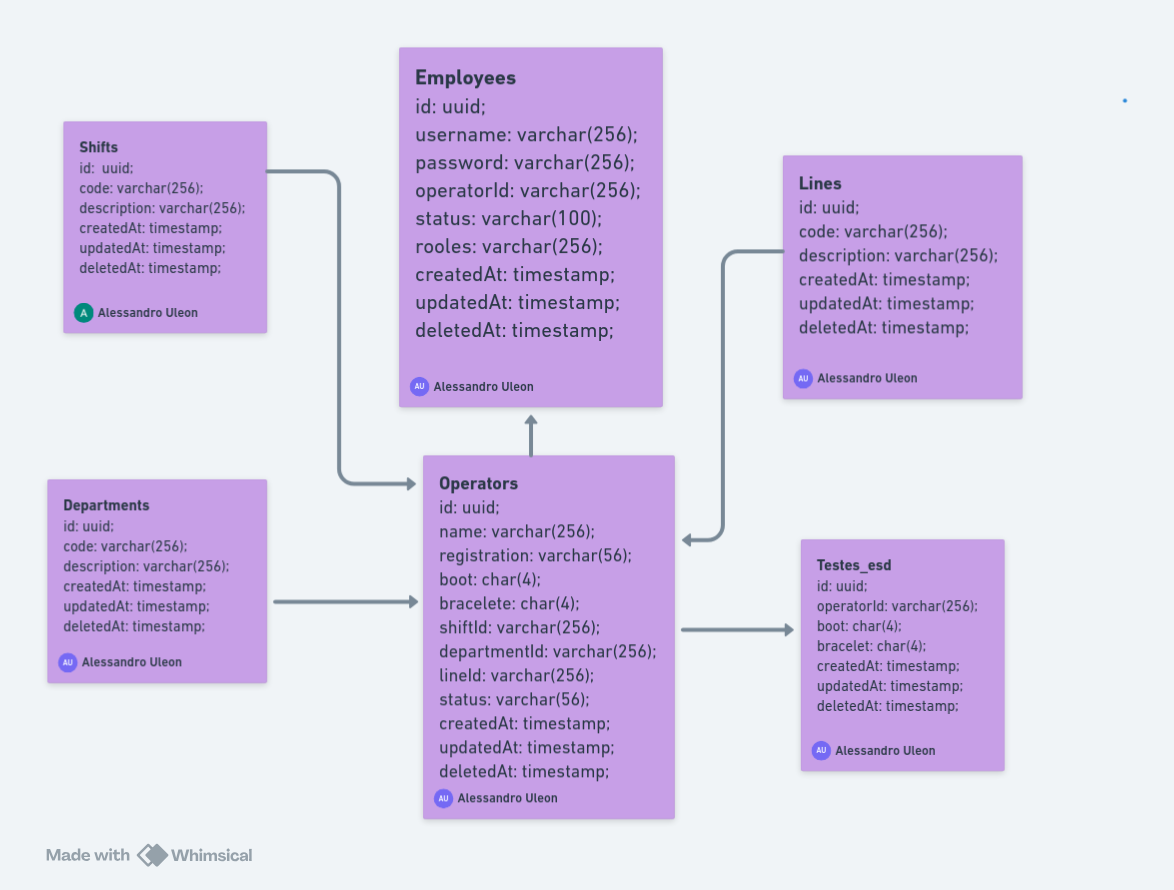 Employees
id: uuid;
username: varchar(256);
password: varchar(256);
operatorId: varchar(256);
status: varchar(100);
rooles: varchar(256);
createdAt: timestamp;
updatedAt: timestamp;
deletedAt: timestamp;
AU Alessandro Uleon
Shifts
id: uuid;
code: varchar(256);
description: varchar(256);
createdAt: timestamp;
updatedAt: timestamp;
deletedAt: timestamp;
A Alessandro Uleon
Lines
id: uuid;
code: varchar(256);
description: varchar(256);
createdAt: timestamp;
updatedAt: timestamp;
deletedAt: timestamp;
AU Alessandro Uleon
Departments
id: uuid;
code: varchar(256);
description: varchar(256);
createdAt: timestamp;
updatedAt: timestamp;
deletedAt: timestamp;
AU Alessandro Uleon
Operators
id: uuid;
name: varchar(256);
registration: varchar(56);
boot: char(4);
bracelete: char(4);
shiftId: varchar(256);
departmentId: varchar(256);
lineId: varchar(256);
status: varchar(56);
createdAt: timestamp;
updatedAt: timestamp;
deletedAt: timestamp;
AU Alessandro Uleon
Testes_esd
id: uuid;
operatorId: varchar(256);
boot: char(4);
bracelet: char(4);
createdAt: timestamp;
updatedAt: timestamp;
deletedAt: timestamp;
AU Alessandro Uleon
Made with Whimsical